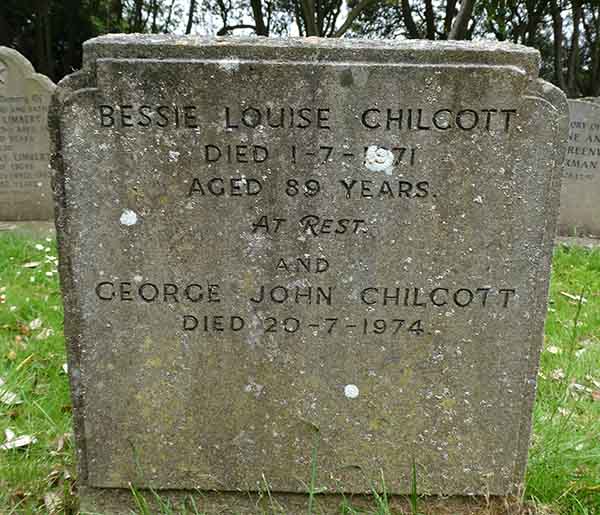 BESSIE LOUISE CHILCOTT
DIED 1-7-1971
AGED 89 YEARS.
AT REST.
AND
GEORGE JOHN CHILCOTT
DIED 20-7-1974.